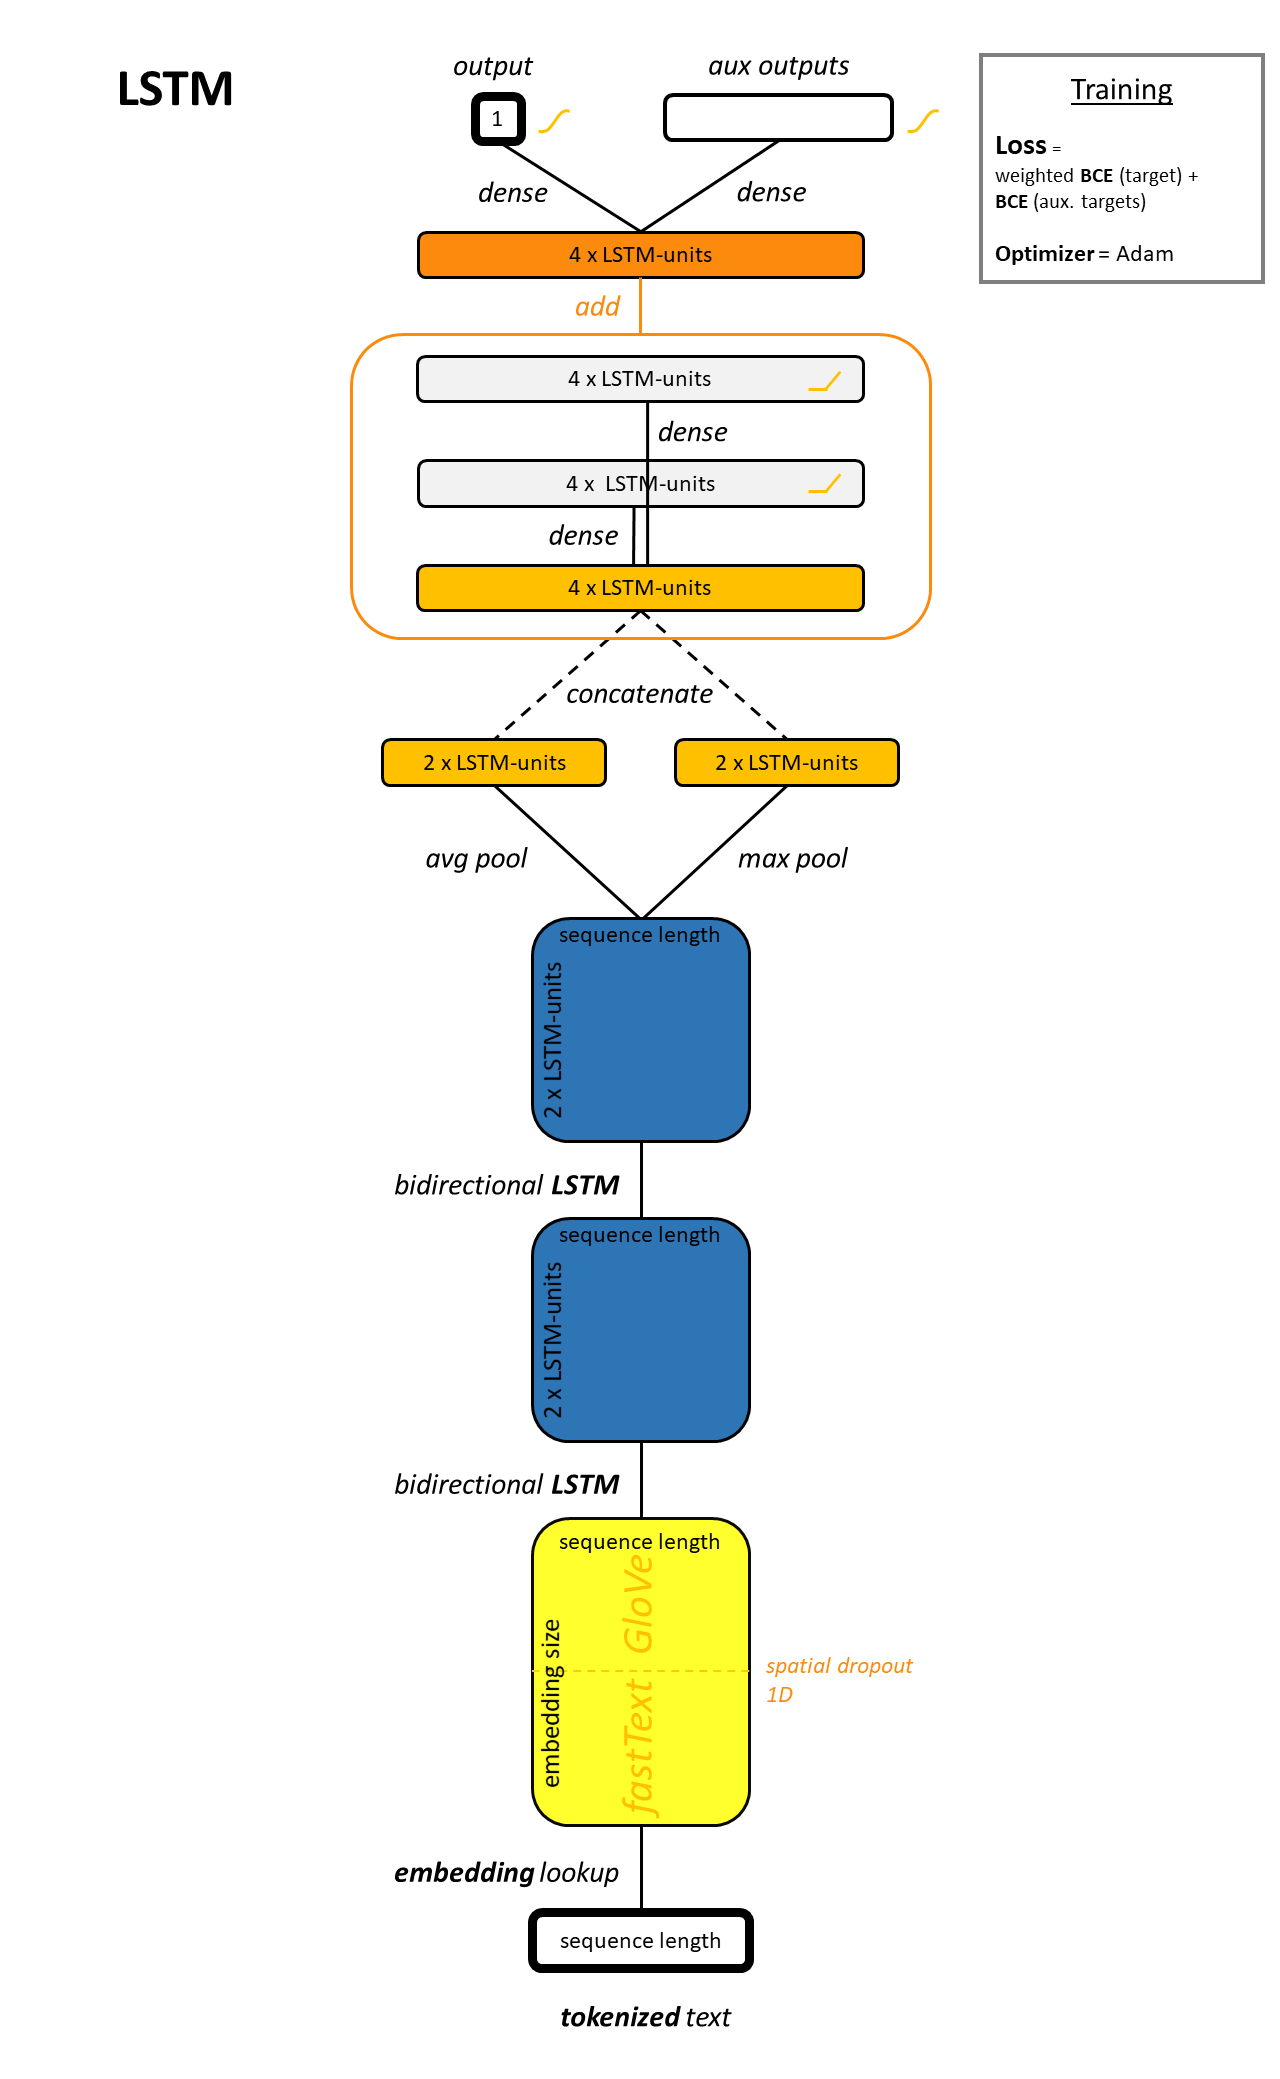 LSTM
output
aux outputs
1
dense
dense
Training
Loss =
weighted BCE (target) +
BCE (aux. targets)
Optimizer = Adam
4 x LSTM-units
add
4 x LSTM-units
dense
4 x LSTM-units
dense
4 x LSTM-units
concatenate
2 x LSTM-units
2 x LSTM-units
avg pool
max pool
sequence length
2 x LSTM-units
bidirectional LSTM
sequence length
2 x LSTM-units
bidirectional LSTM
sequence length
embedding size
fastText GloVe
spatial dropout
1D
embedding lookup
sequence length
tokenized text